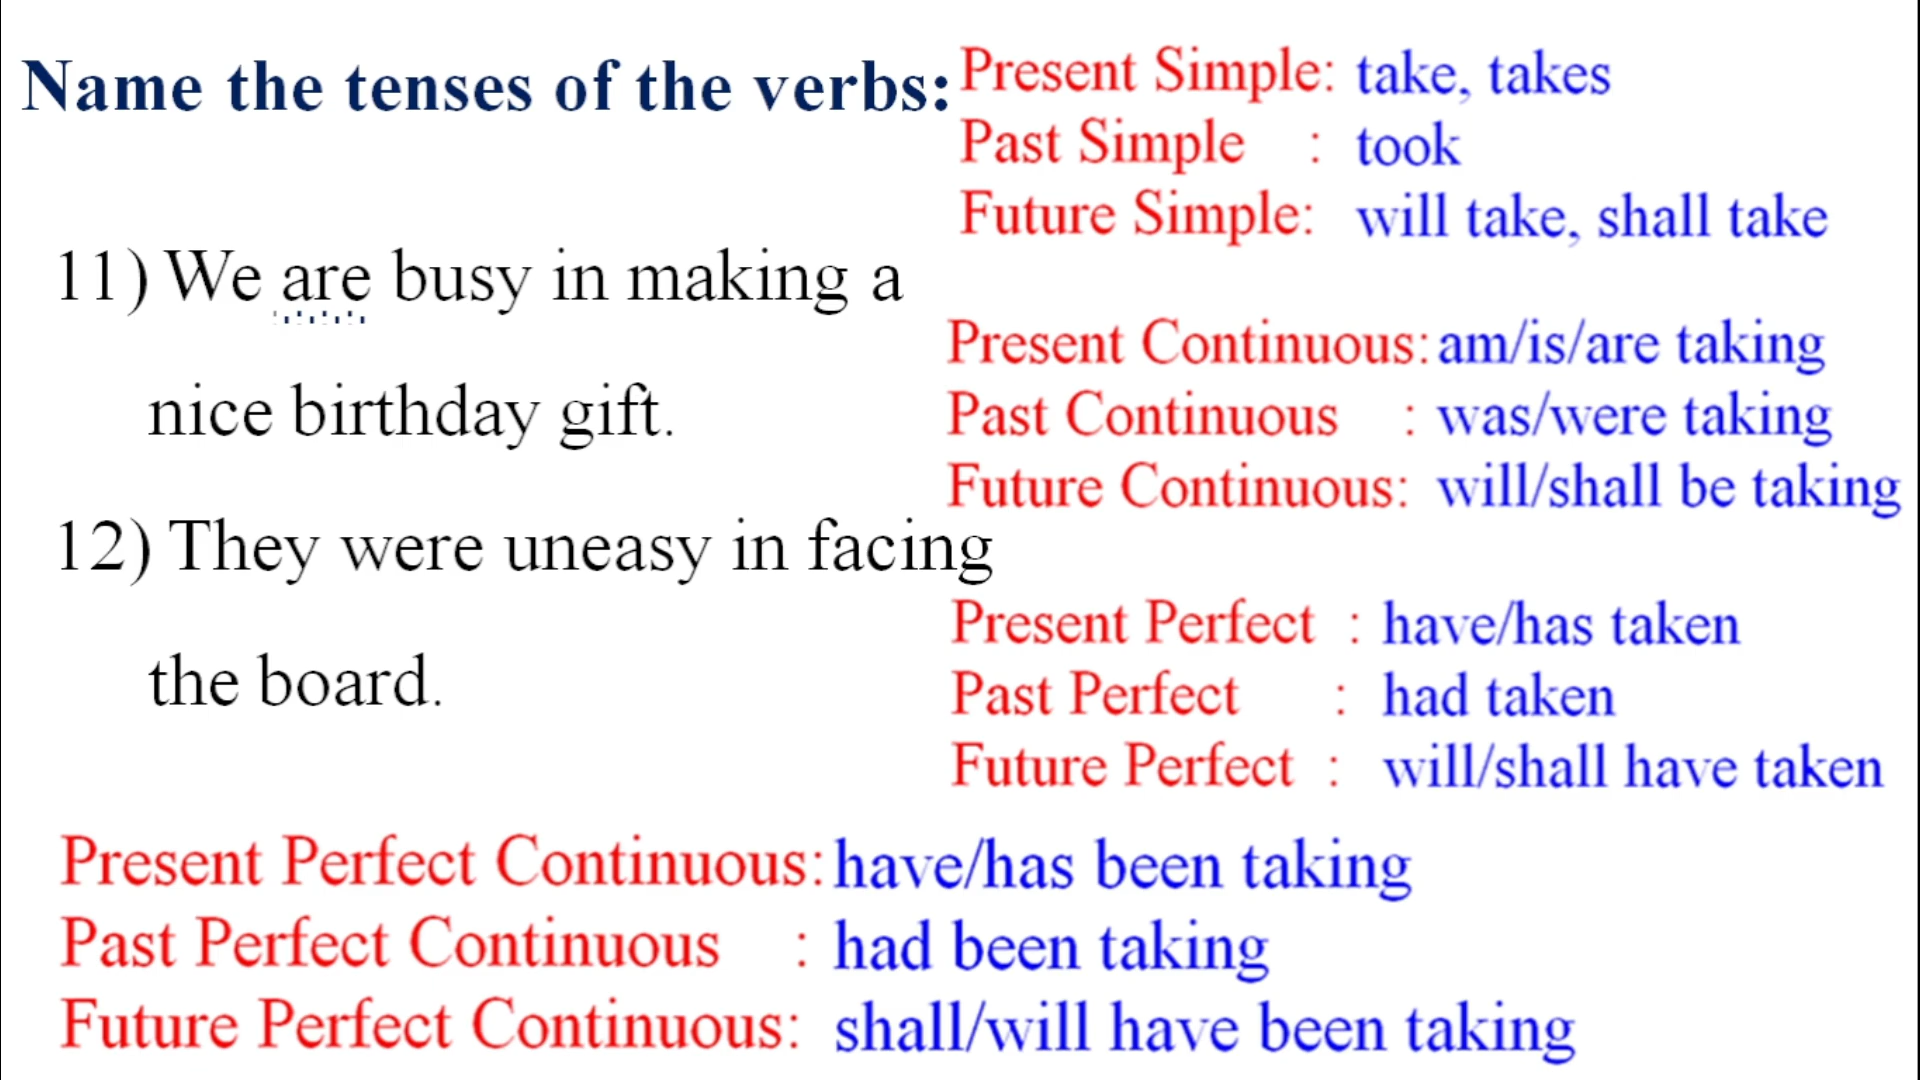 Name the tenses of the verbs:
Present Simple: take, takes
Past Simple : took
Future Simple: will take, shall take
11) We are busy in making a
nice birthday gift.
12) They were uneasy in facing
the board.
Present Continuous: am/is/are taking
Past Continuous : was/were taking
Future Continuous: will/shall be taking
Present Perfect : have/has taken
Past Perfect : had taken
Future Perfect : will/shall have taken
Present Perfect Continuous: have/has been taking
Past Perfect Continuous : had been taking
Future Perfect Continuous: shall/will have been taking